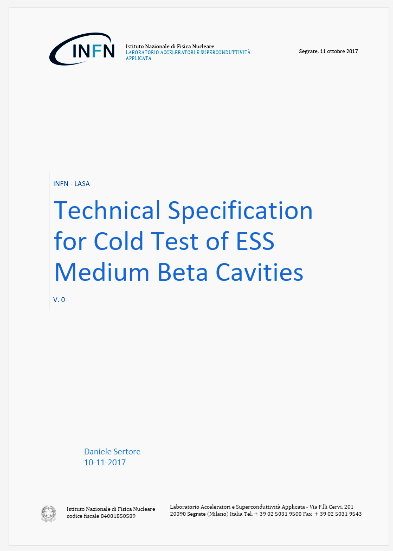 INFN
Istituto Nazionale di Fisica Nucleare
LABORATORIO ACCELERATORI E SUPERCONDUTTIVITÀ
APPLICATA
Segrate, 11 ottobre 2017
INFN - LASA
Technical Specification
for Cold Test of ESS
Medium Beta Cavities
V. 0
Daniele Sertore
10-11-2017
Istituto Nazionale di Fisica Nucleare
codice fiscale 84001850589
Laboratorio Acceleratori e Superconduttività Applicata - Via F.lli Cervi, 201
20090 Segrate (Milano) Italia Tel. + 39 02 5031 9500 Fax + 39 02 5031 9543